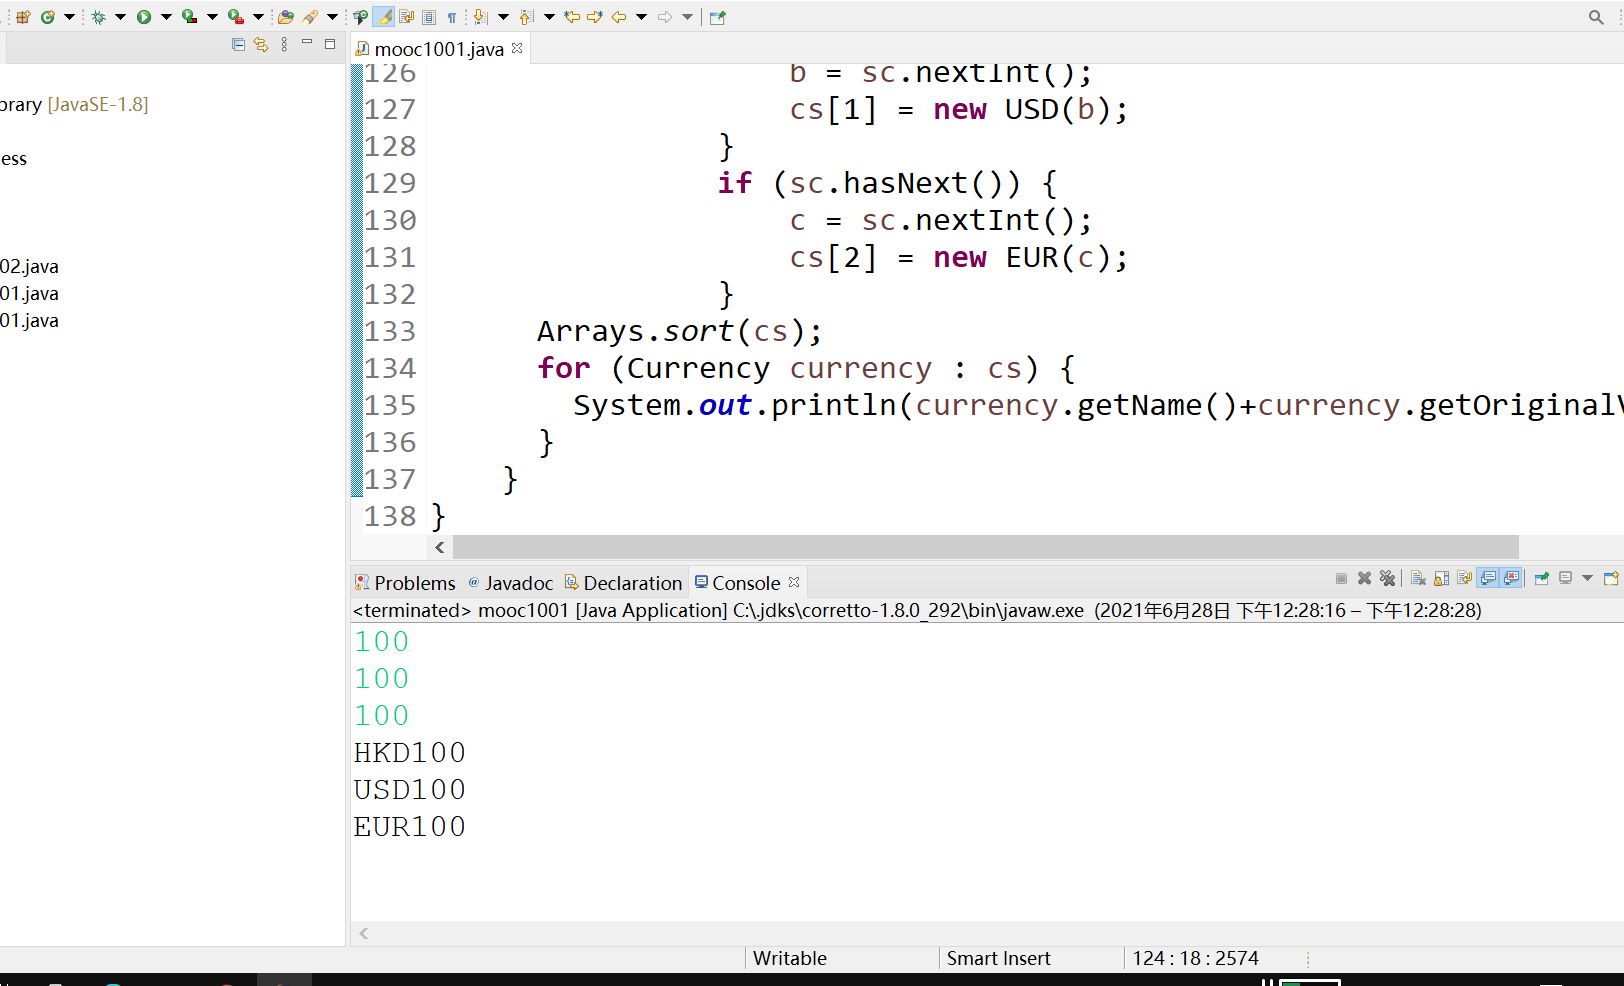 mooc1001.java
brary [JavaSE-1.8]
ess
02.java
01.java
01.java
126 b = sc.nextInt();
127 cs[1] = new USD(b);
128 }
129 if (sc.hasNext()) {
130 c = sc.nextInt();
131 cs[2] = new EUR(c);
132 }
133 Arrays.sort(cs);
134 for (Currency currency : cs) {
135 System.out.println(currency.getName()+currency.getOriginalV
136 }
137 }
138 }
Problems @ Javadoc Declaration Console
<terminated> mooc1001 [Java Application] C:\.jdks\corretto-1.8.0_292\bin\javaw.exe (2021年6月28日 下午12:28:16 – 下午12:28:28)
100
100
100
HKD100
USD100
EUR100
Writable Smart Insert 124 : 18 : 2574